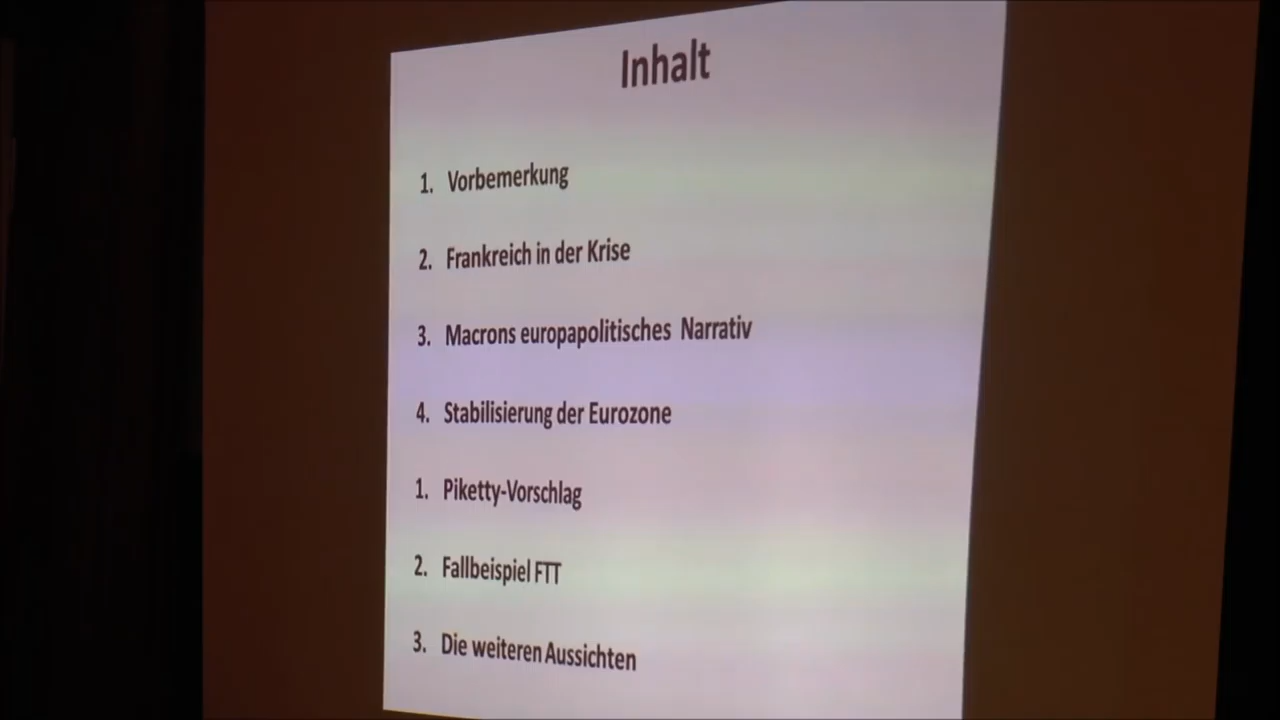 Inhalt
1. Vorbemerkung
2. Frankreich in der Krise
3. Macrons europapolitisches Narrativ
4. Stabilisierung der Eurozone
1. Piketty-Vorschlag
2. Fallbeispiel FTT
3. Die weiteren Aussichten